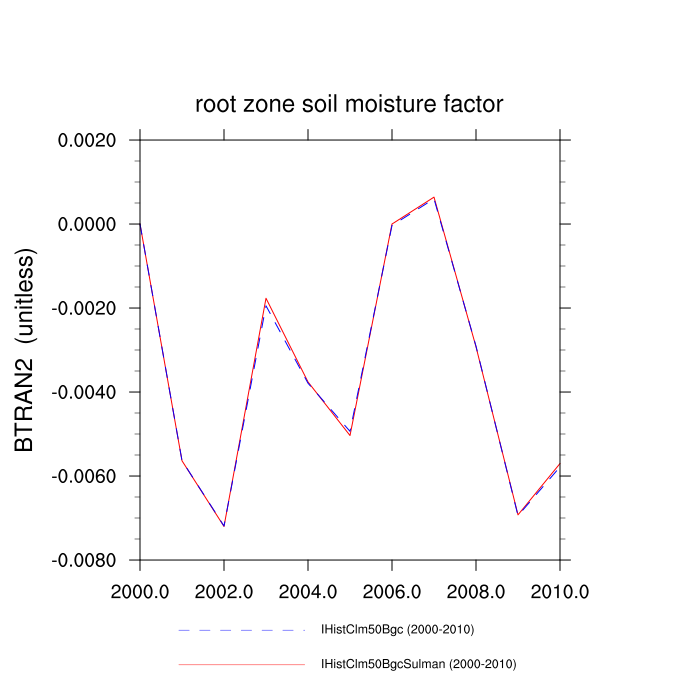 root zone soil moisture factor
BTRAN2 (unitless)
0.0020
0.0000
-0.0020
-0.0040
-0.0060
-0.0080
2000.0 2002.0 2004.0 2006.0 2008.0 2010.0
IHistClm50Bgc (2000-2010)
IHistClm50BgcSulman (2000-2010)